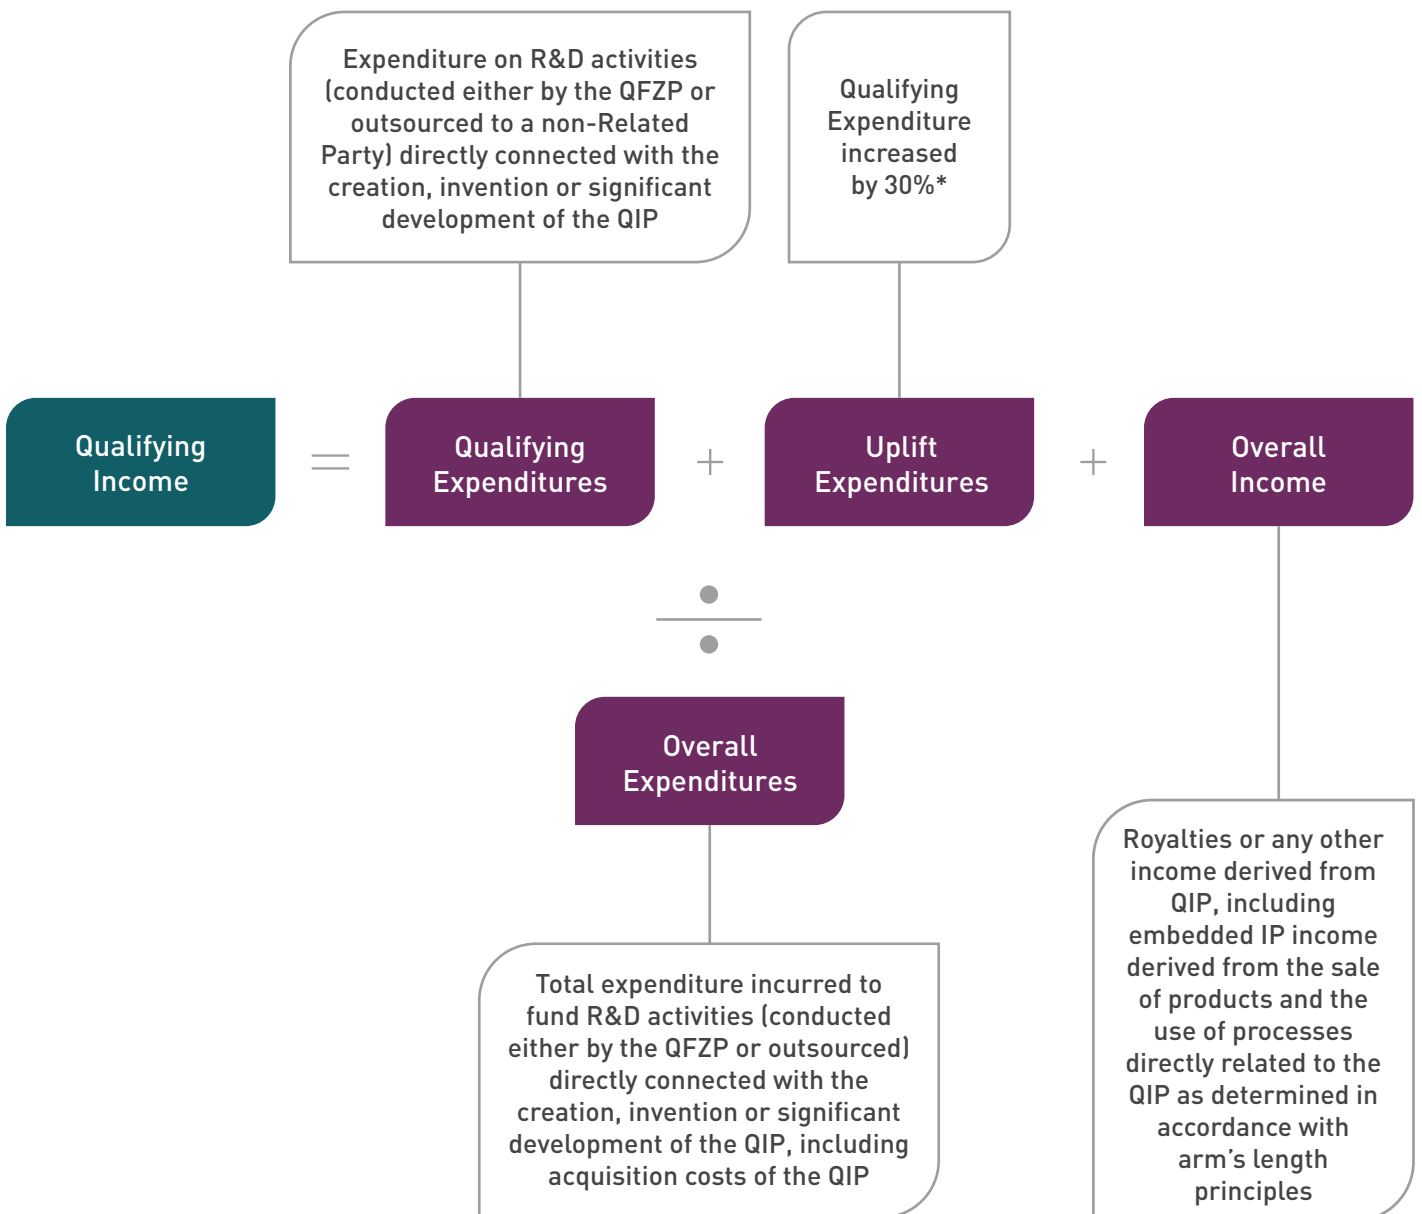 Expenditure on R&D activities
(conducted either by the QFZP or
outsourced to a non-Related
Party) directly connected with the
creation, invention or significant
development of the QIP
Qualifying
Expenditure
increased
by 30%*
Qualifying
Income
=
Qualifying
Expenditures
+
Uplift
Expenditures
+
Overall
Income
÷
Overall
Expenditures
Total expenditure incurred to
fund R&D activities (conducted
either by the QFZP or outsourced)
directly connected with the
creation, invention or significant
development of the QIP, including
acquisition costs of the QIP
Royalties or any other
income derived from
QIP, including
embedded IP income
derived from the sale
of products and the
use of processes
directly related to the
QIP as determined in
accordance with
arm's length
principles